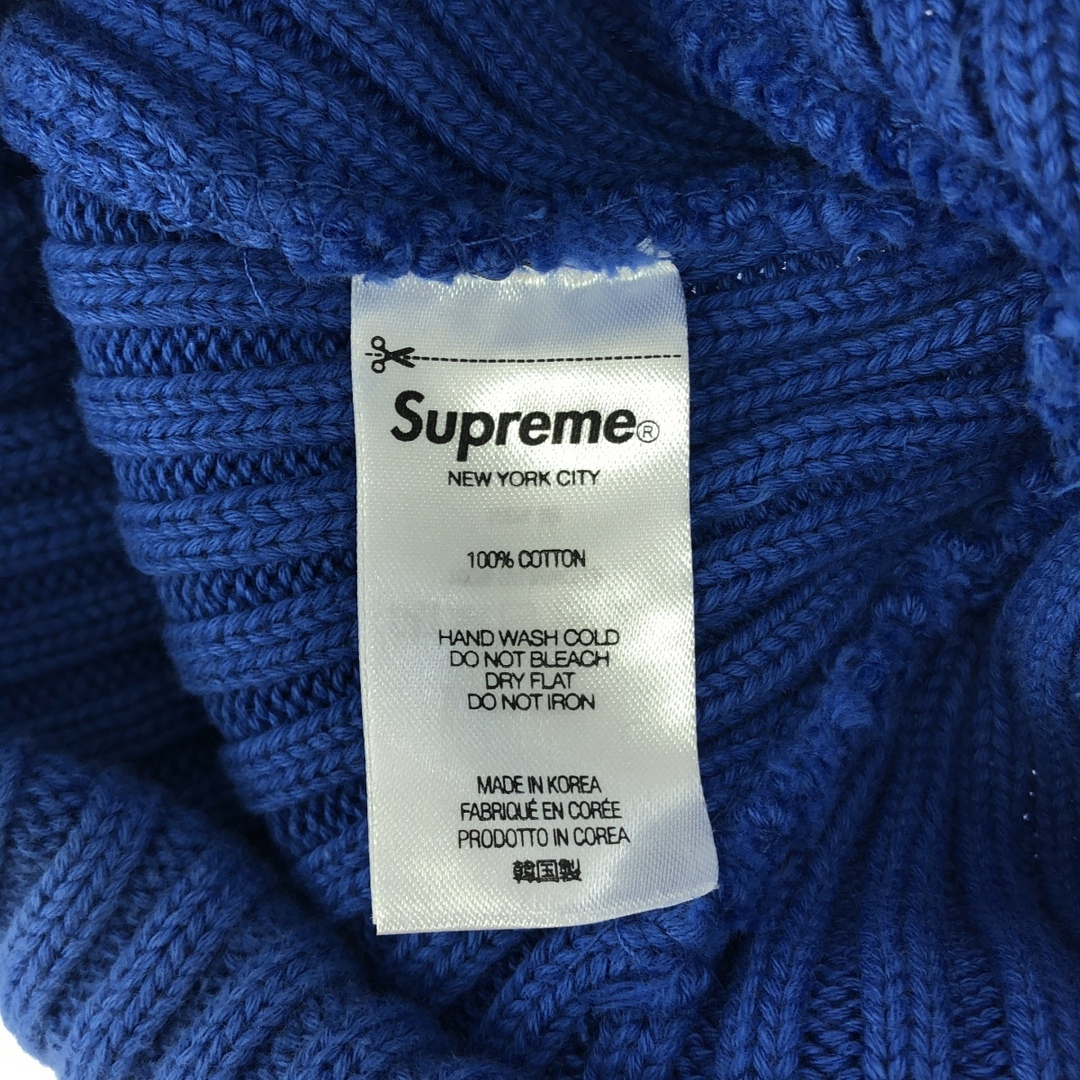 Supreme®
NEW YORK CITY
100% COTTON
HAND WASH COLD
DO NOT BLEACH
DRY FLAT
DO NOT IRON
MADE IN KOREA
FABRIQUÉ EN CORÉE
PRODOTTO IN COREA
韓国製